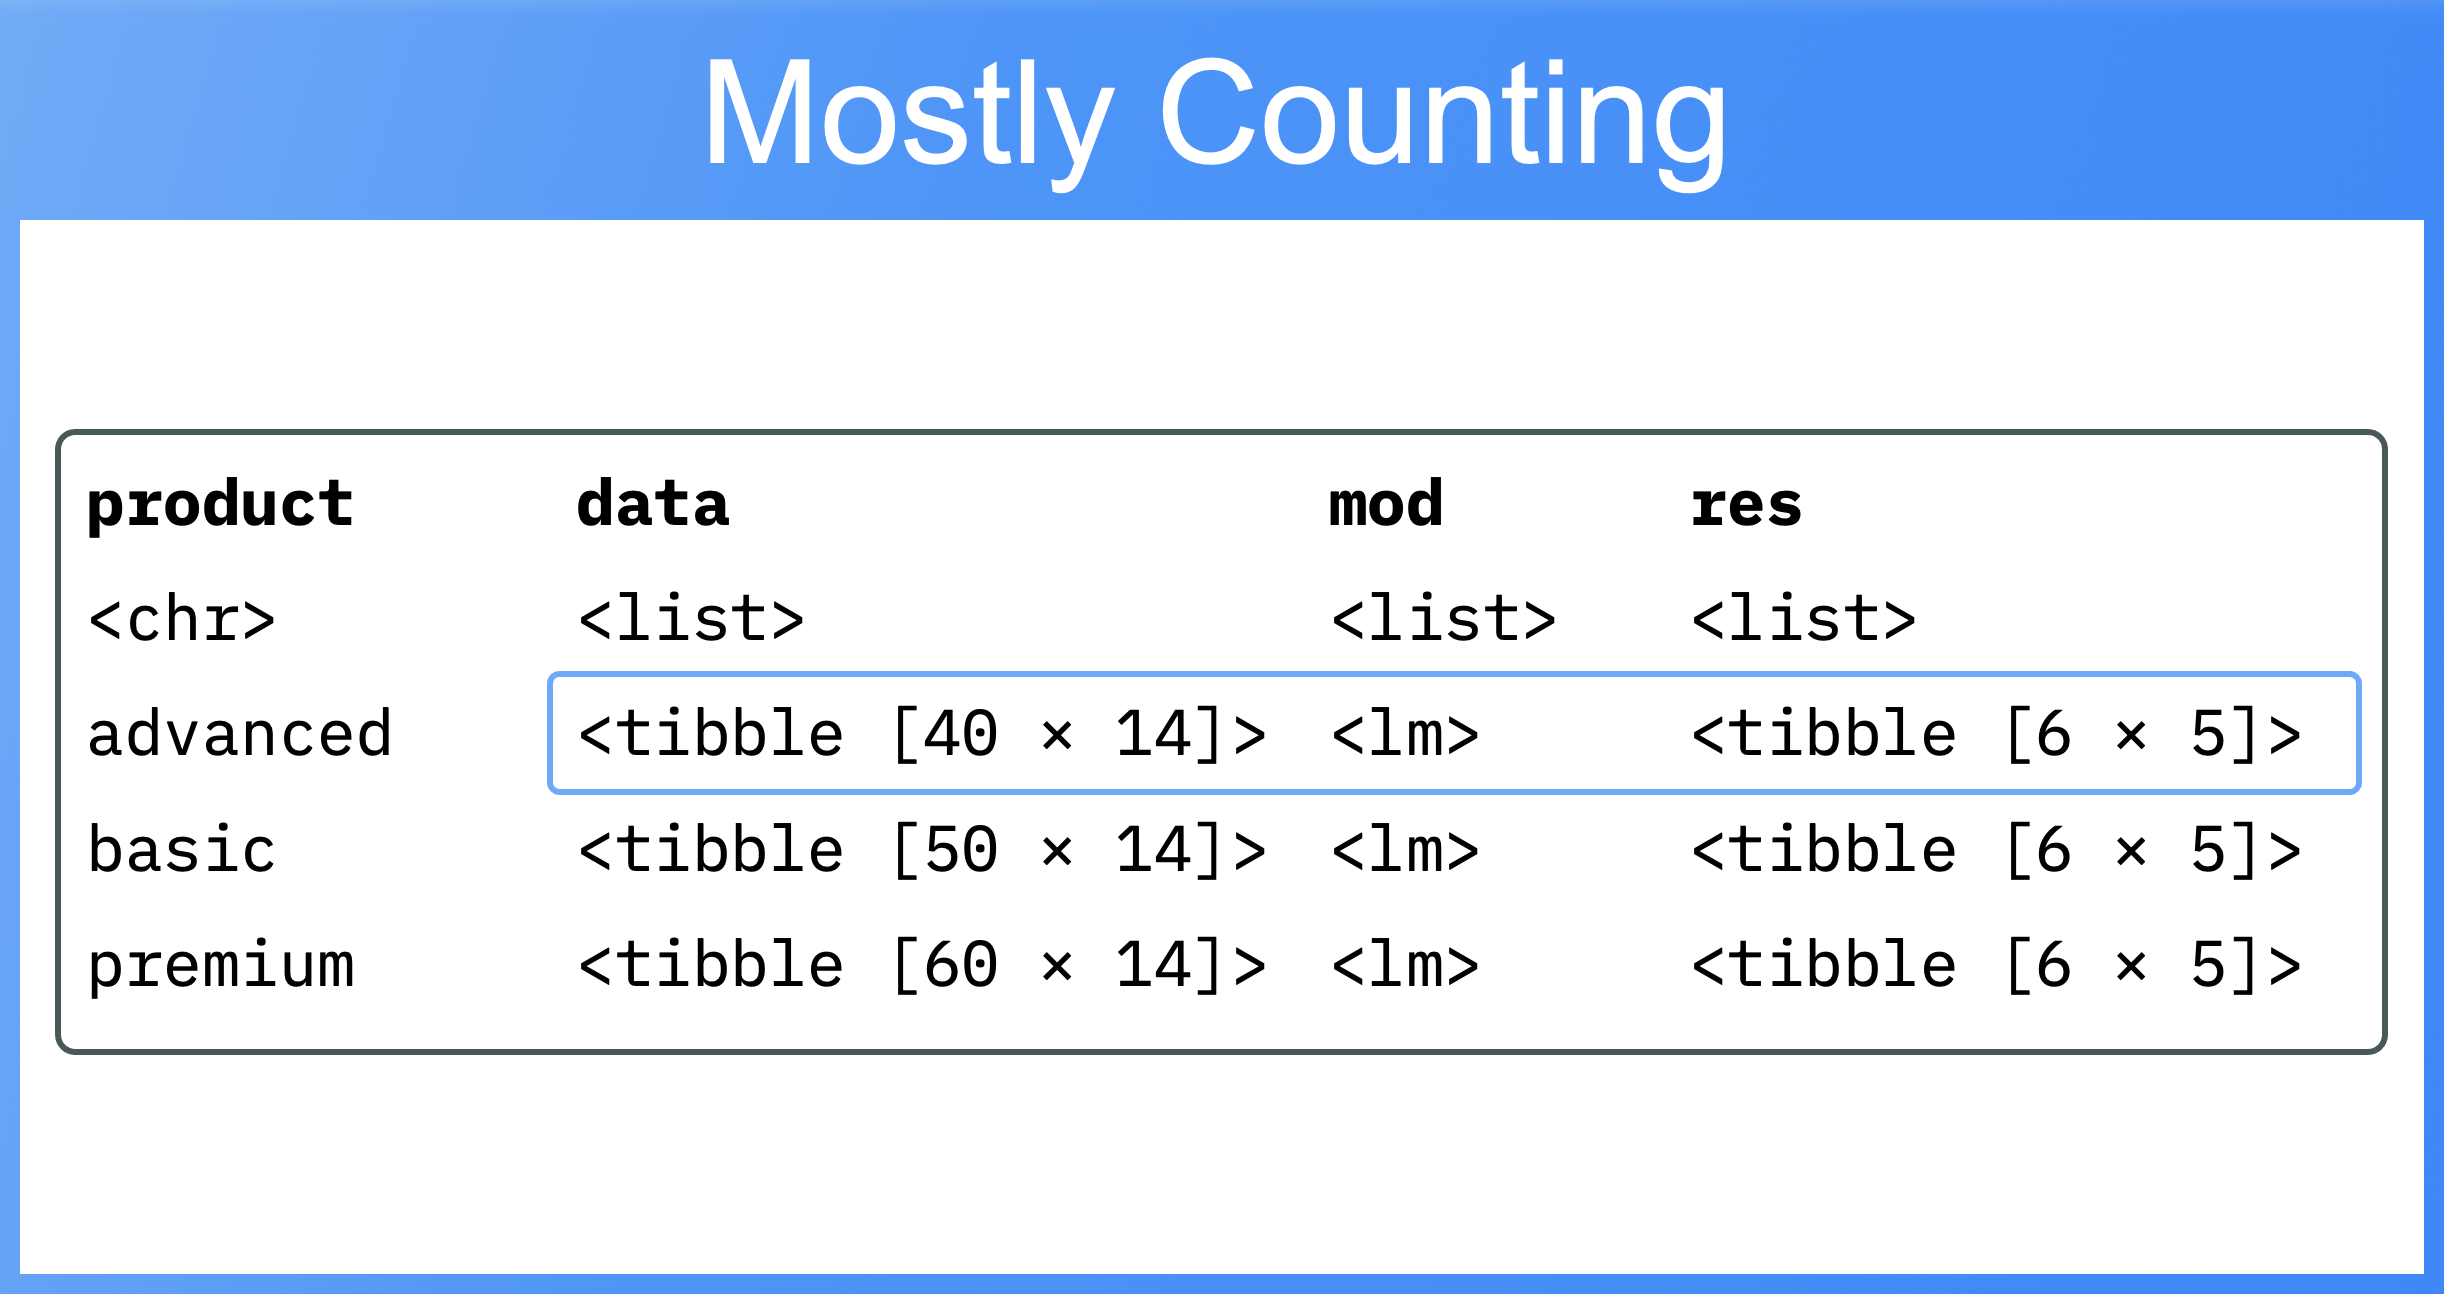 Mostly Counting
product data mod res
<chr> <list> <list> <list>
advanced <tibble [40 × 14]> <lm> <tibble [6 × 5]>
basic <tibble [50 × 14]> <lm> <tibble [6 × 5]>
premium <tibble [60 × 14]> <lm> <tibble [6 × 5]>